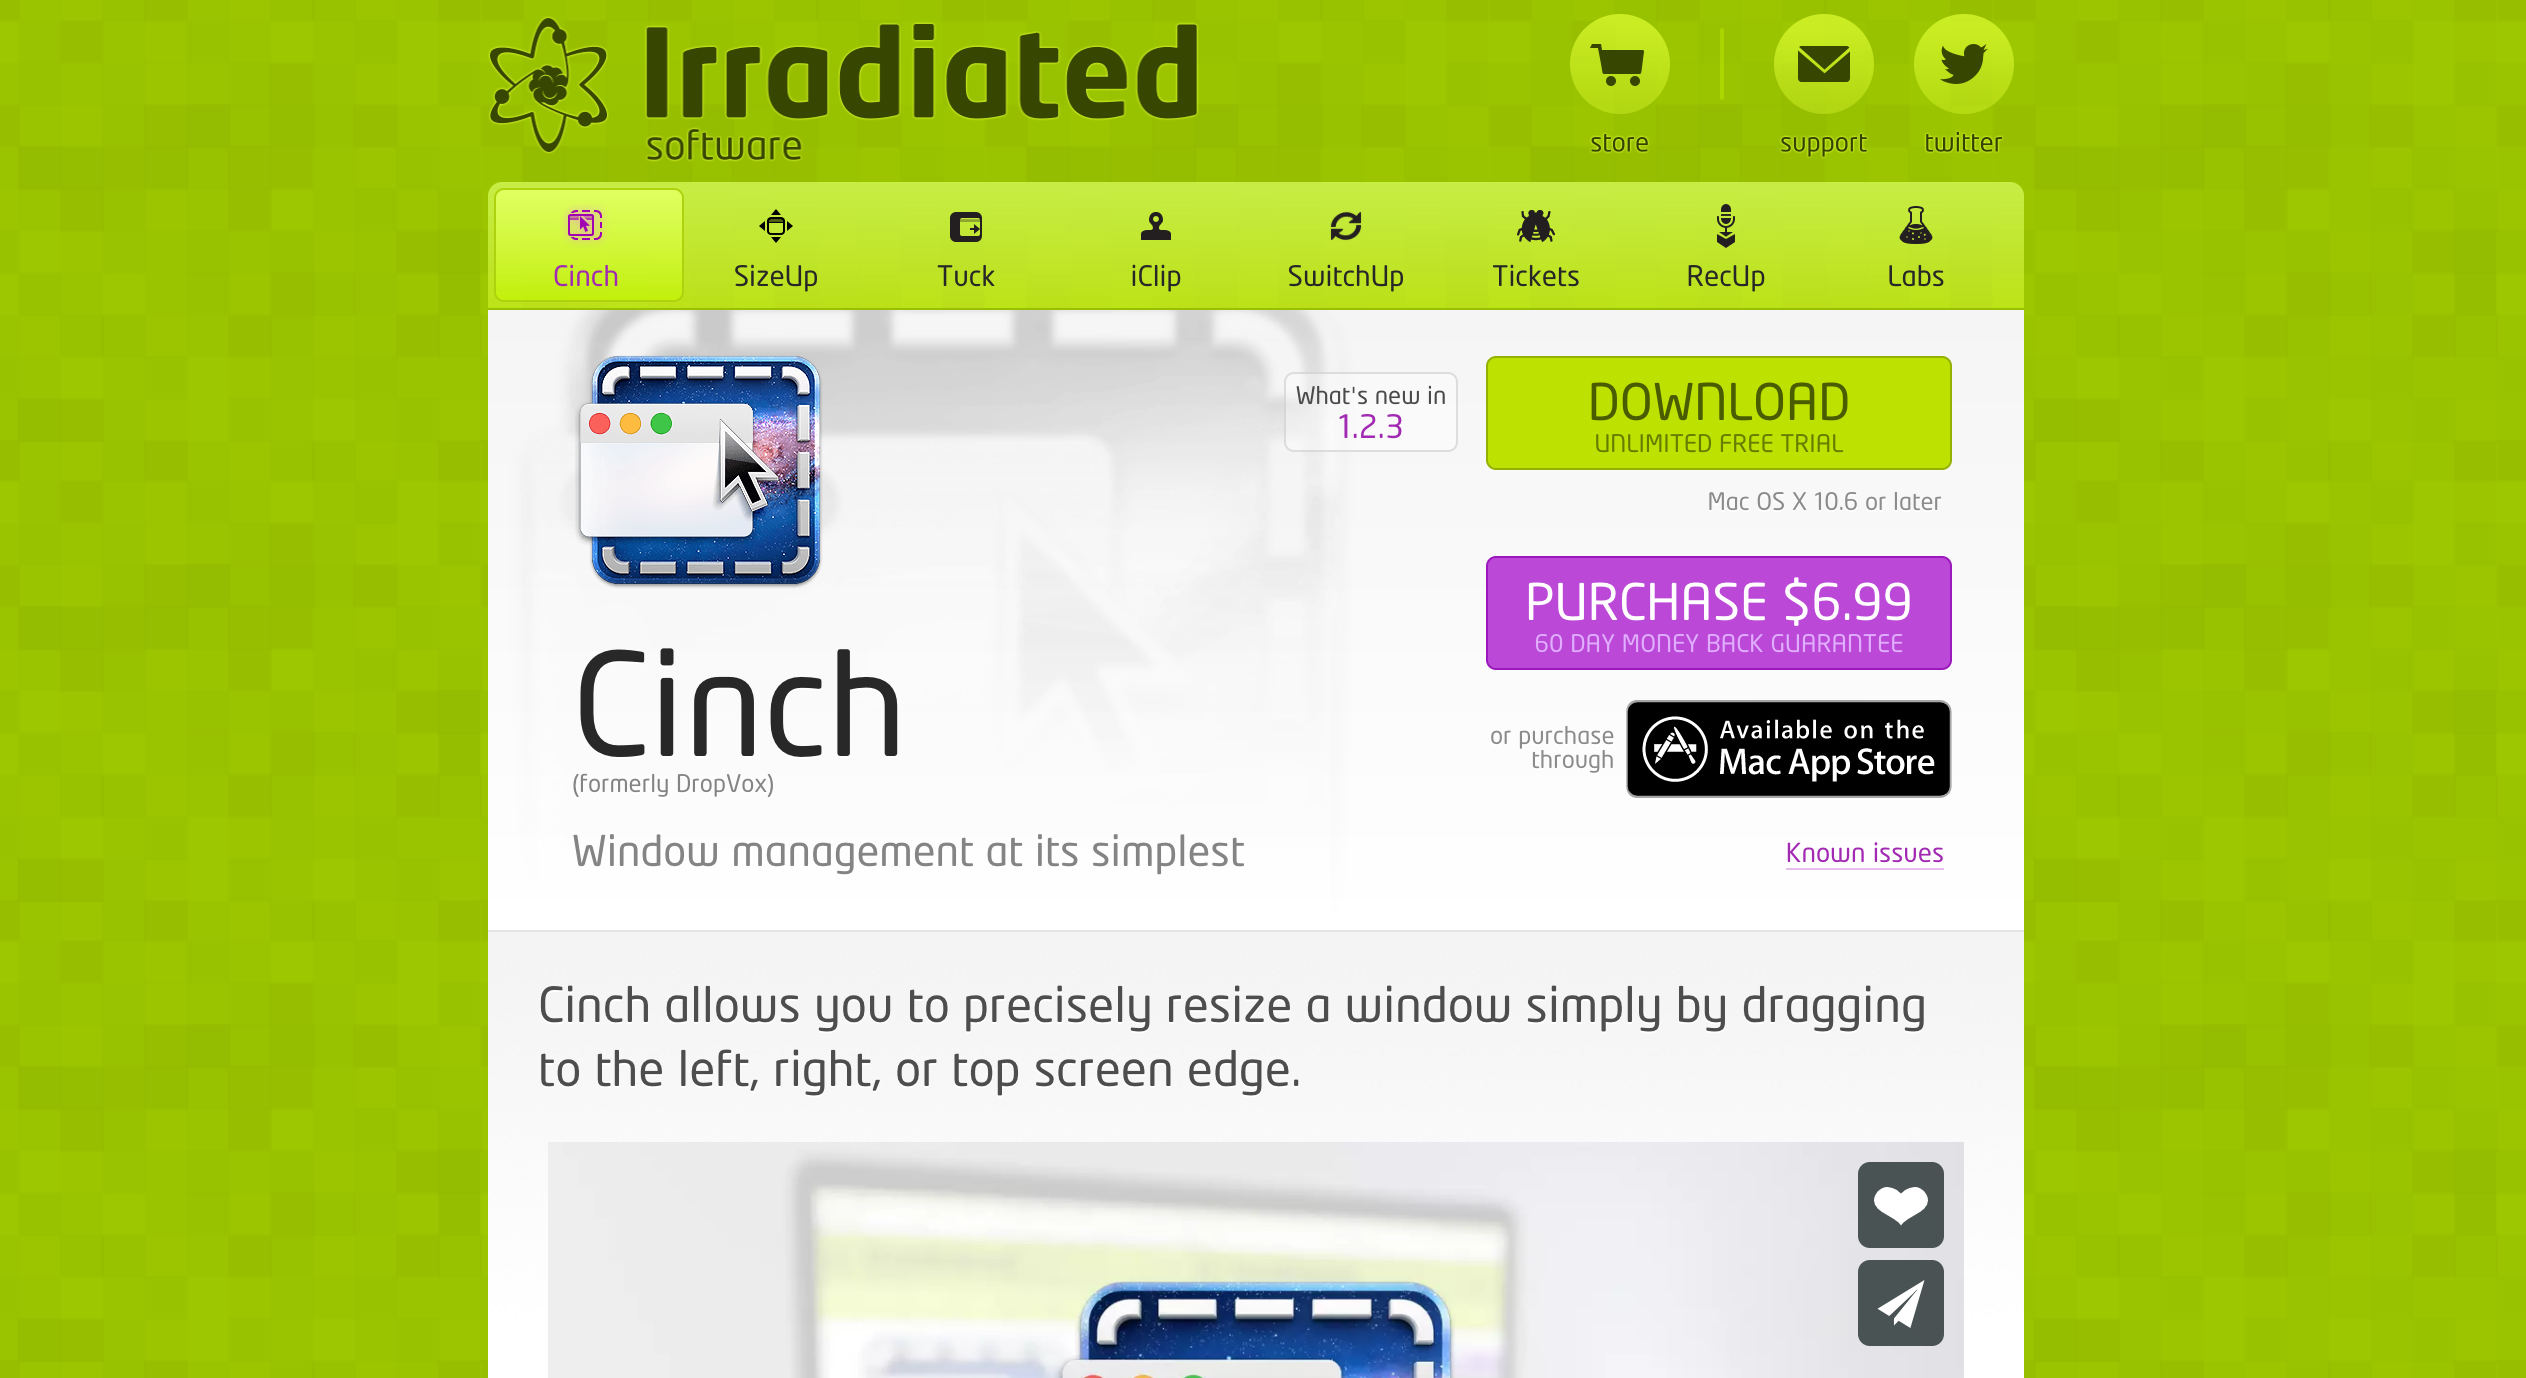 Irradiated
software
store
support
twitter
Cinch
SizeUp
Tuck
iClip
SwitchUp
Tickets
RecUp
Labs
What's new in
1.2.3
DOWNLOAD
UNLIMITED FREE TRIAL
Mac OS X 10.6 or later
PURCHASE $6.99
60 DAY MONEY BACK GUARANTEE
or purchase
through
Available on the
Mac App Store
Cinch
(formerly DropVox)
Window management at its simplest
Known issues
Cinch allows you to precisely resize a window simply by dragging
to the left, right, or top screen edge.